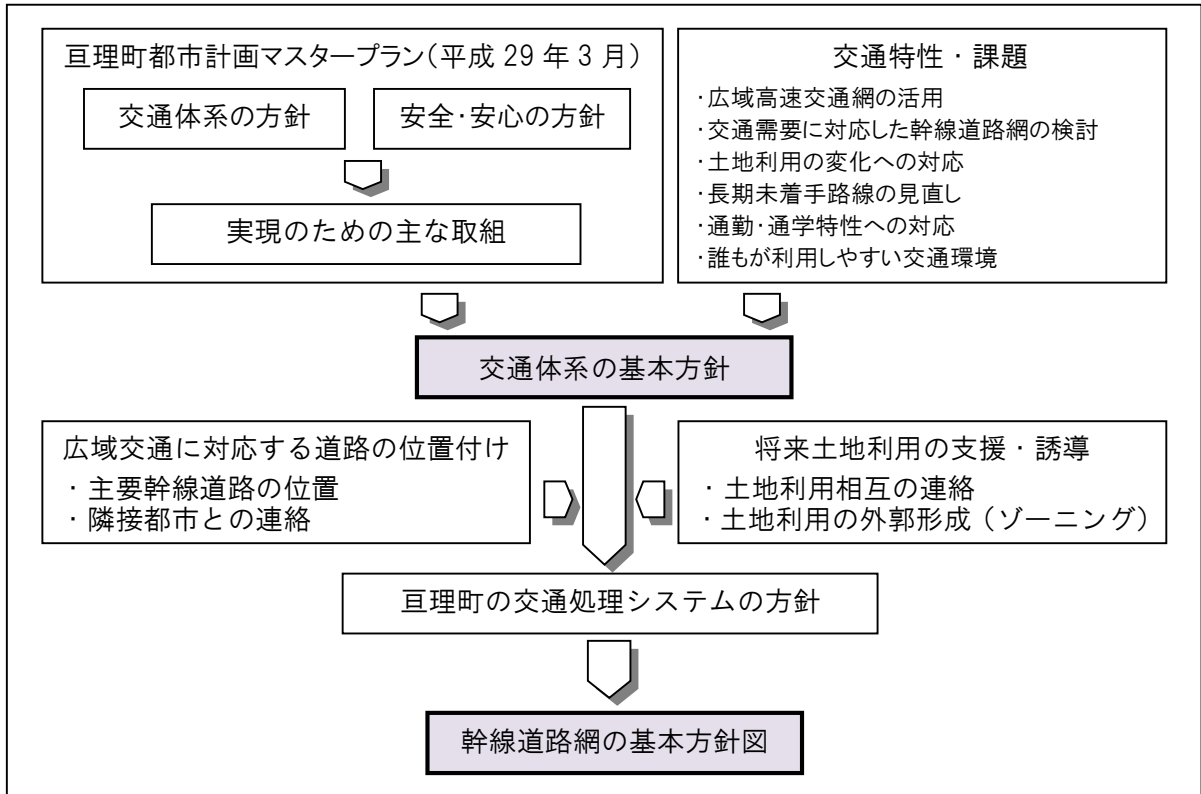 亘理町都市計画マスタープラン(平成 29 年 3 月)
交通体系の方針
安全･安心の方針
実現のための主な取組
交通特性・課題
･広域高速交通網の活用
･交通需要に対応した幹線道路網の検討
･土地利用の変化への対応
･長期未着手路線の見直し
･通勤･通学特性への対応
･誰もが利用しやすい交通環境
交通体系の基本方針
広域交通に対応する道路の位置付け
・主要幹線道路の位置
・隣接都市との連絡
将来土地利用の支援・誘導
・土地利用相互の連絡
・土地利用の外郭形成（ゾーニング）
亘理町の交通処理システムの方針
幹線道路網の基本方針図